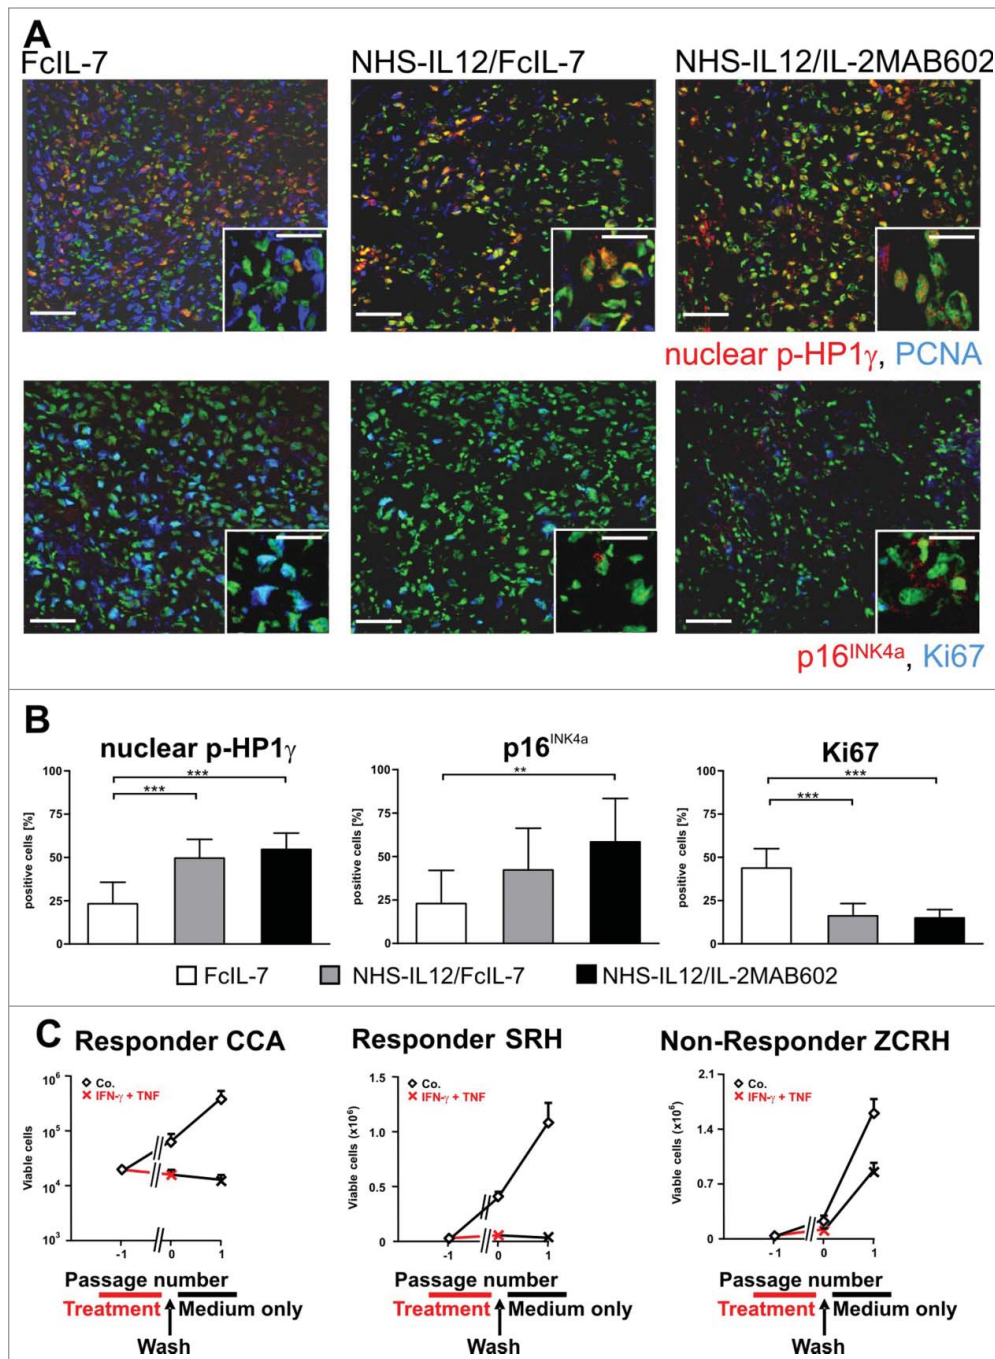 A
FcIL-7 NHS-IL12/FcIL-7 NHS-IL12/IL-2MAB602
nuclear p-HP1γ, PCNA
p16INK4a, Ki67
B
nuclear p-HP1γ p16INK4a Ki67
positive cells [%]
100
75
50
25
0
***
***
positive cells [%]
100
75
50
25
0
**
positive cells [%]
100
75
50
25
0
***
***
FcIL-7 NHS-IL12/FcIL-7 NHS-IL12/IL-2MAB602
C
Responder CCA
Viable cells
106
105
104
103
Co.
IFN-γ + TNF
-1 0 1
Passage number
Treatment Medium only
Wash
Responder SRH
Viable cells (x106)
1.5
1.0
0.5
0
Co.
IFN-γ + TNF
-1 0 1
Passage number
Treatment Medium only
Wash
Non-Responder ZCRH
Viable cells (x106)
2.1
1.4
0.7
0
Co.
IFN-γ + TNF
-1 0 1
Passage number
Treatment Medium only
Wash